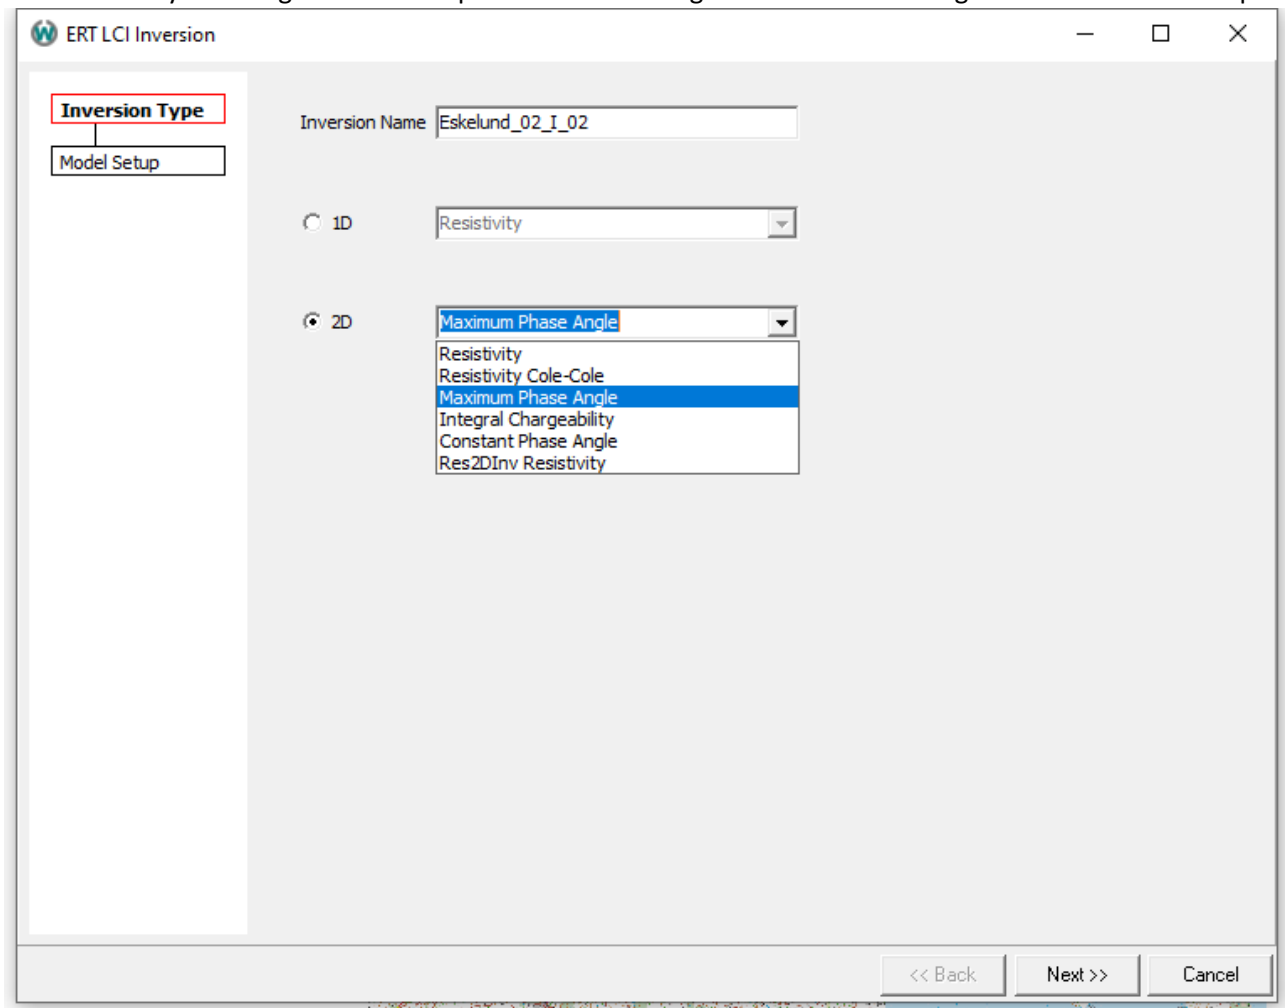 ERT LCI Inversion
Inversion Type
Model Setup
Inversion Name Eskelund_02_I_02
1D Resistivity
2D Maximum Phase Angle
Resistivity
Resistivity Cole-Cole
Maximum Phase Angle
Integral Chargeability
Constant Phase Angle
Res2DInv Resistivity
<< Back Next >> Cancel